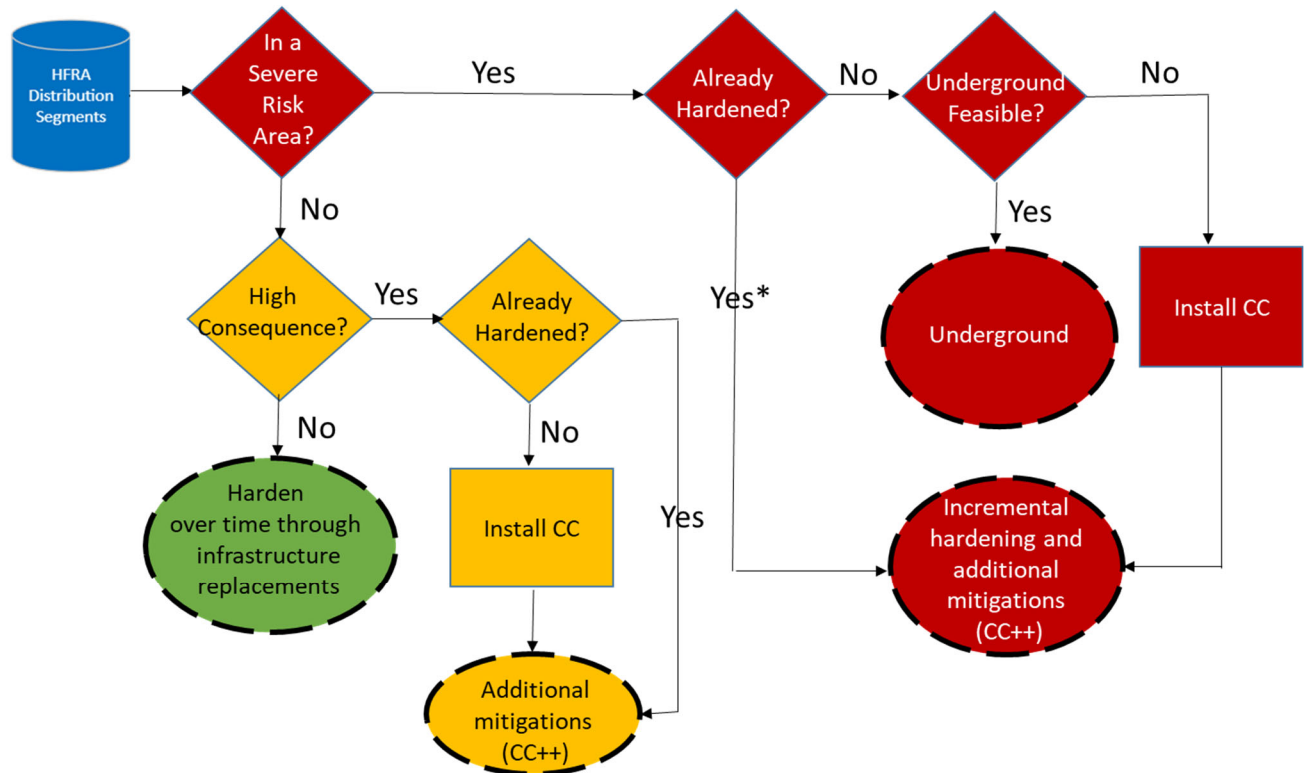 HFRA
Distribution
Segments
In a
Severe
Risk
Area?
Yes
Already
Hardened?
No
Underground
Feasible?
No
No
Yes
High
Consequence?
Yes
Already
Hardened?
Yes*
Underground
Install CC
No
No
Yes
Harden
over time through
infrastructure
replacements
Install CC
Incremental
hardening and
additional
mitigations
(CC++)
Additional
mitigations
(CC++)